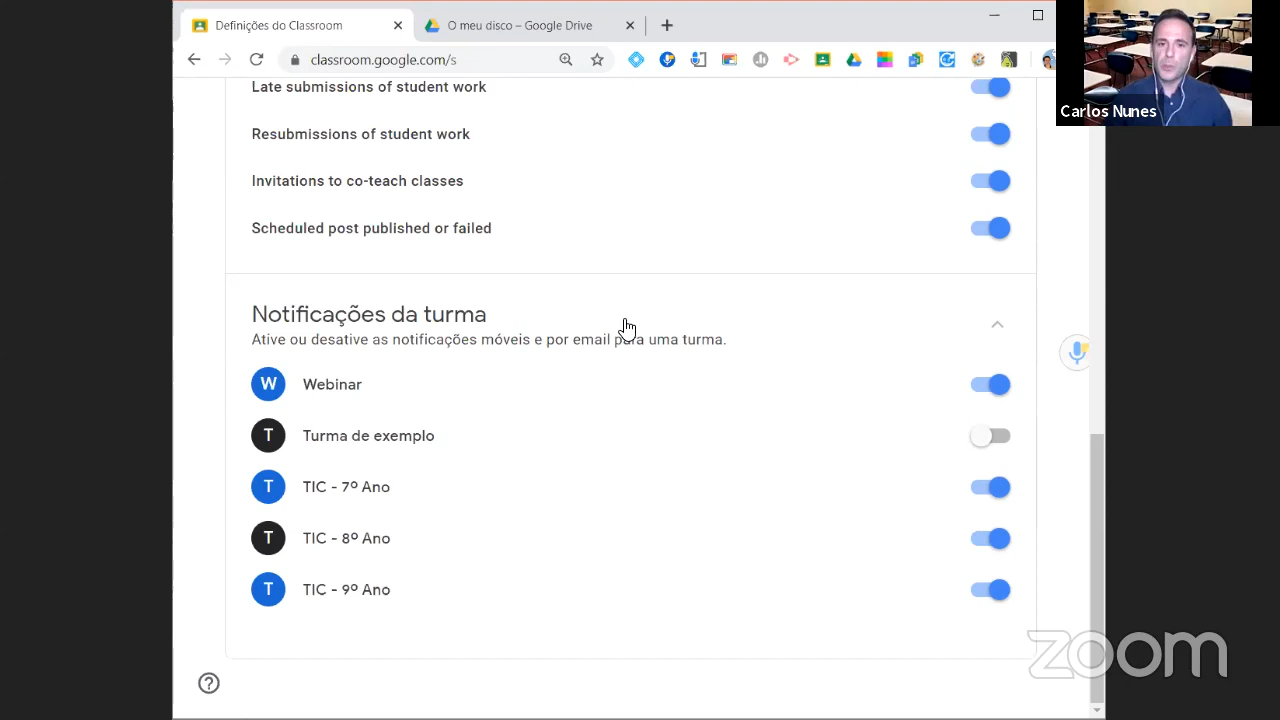 Definições do Classroom
O meu disco – Google Drive
classroom.google.com/s
Carlos Nunes
Late submissions of student work
Resubmissions of student work
Invitations to co-teach classes
Scheduled post published or failed
Notificações da turma
Ative ou desative as notificações móveis e por email para uma turma.
W Webinar
T Turma de exemplo
T TIC - 7º Ano
T TIC - 8º Ano
T TIC - 9º Ano
zoom